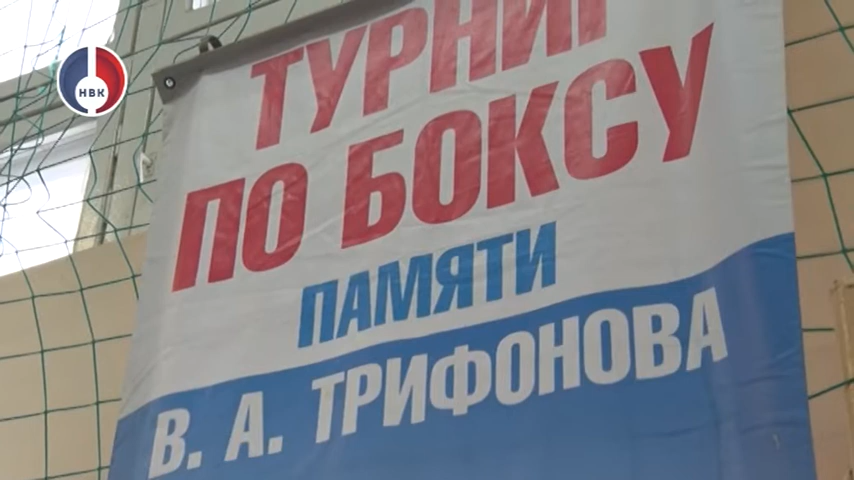 НВК
ТУРНИР
ПО БОКСУ
ПАМЯТИ
В. А. ТРИФОНОВА